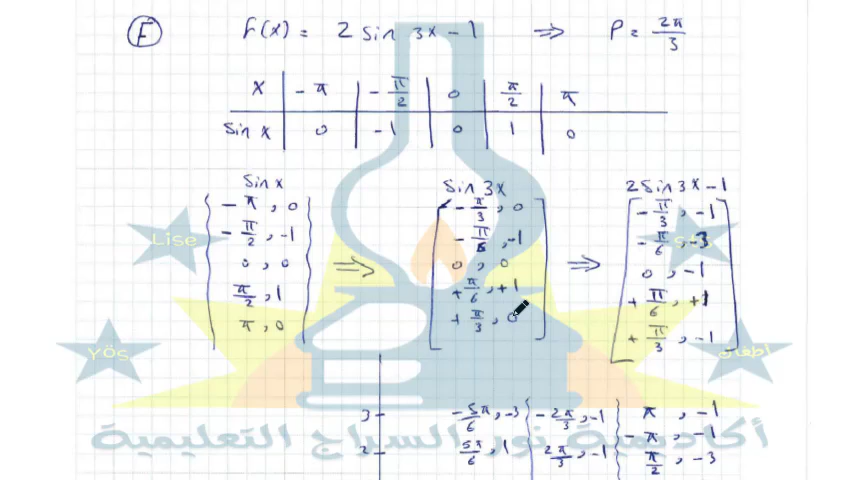 E f(x) = 2 sin 3x - 1 ⇒ P = 2π/3
x | -π | -π/2 | 0 | π/2 | π
sin x | 0 | -1 | 0 | 1 | 0
sin x sin 3x 2 sin 3x - 1
-π , 0 -π/3 , 0 -π/3 , -1
-π/2 , -1 -π/6 , -1 -π/6 , -3
0 , 0 ⇒ 0 , 0 ⇒ 0 , -1
π/2 , 1 +π/6 , +1 +π/6 , +1
π , 0 +π/3 , 0 +π/3 , -1
Lise
YÖS
أطفال
3 -5π/6 , -3 -2π/3 , -1 π , -1
-π , -1
2 5π/6 , 1 2π/3 , -1 π/2 , -3
أكاديمية نور السراج التعليمية